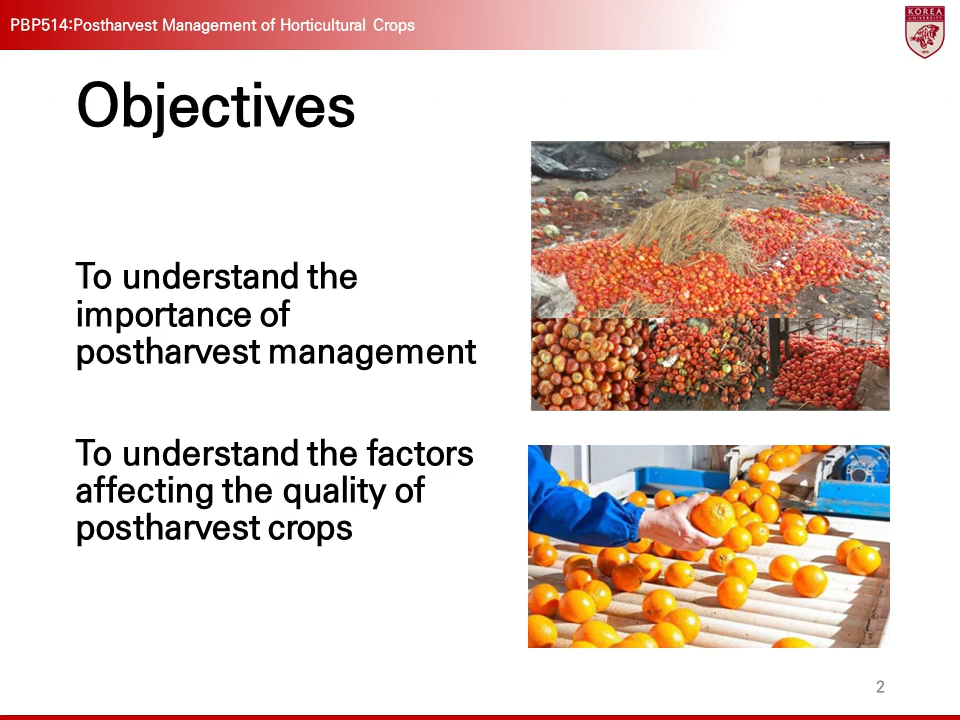 PBP514:Postharvest Management of Horticultural Crops
KOREA
UNIVERSITY
Objectives
To understand the
importance of
postharvest management
To understand the factors
affecting the quality of
postharvest crops
2